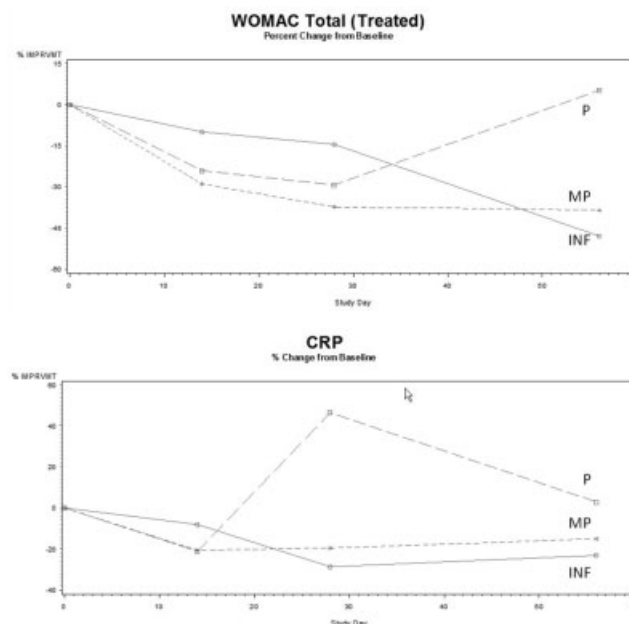 WOMAC Total (Treated)
Percent Change from Baseline
% IMPRVMNT
15
0
-15
-30
-45
-60
P
MP
INF
0 10 20 30 40 50
Study Day
CRP
% Change from Baseline
% IMPRVMNT
60
40
20
0
-20
-40
P
MP
INF
0 10 20 30 40 50
Study Day